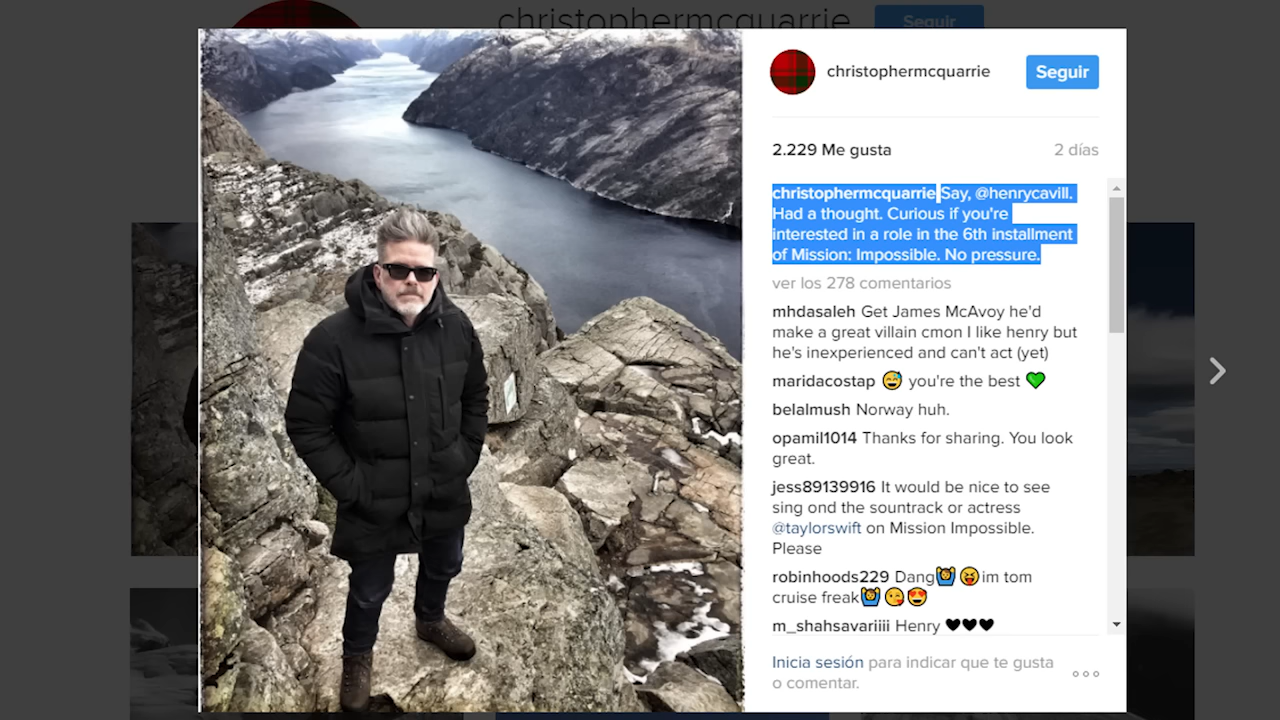 christophermcquarrie Seguir
christophermcquarrie Seguir
2.229 Me gusta 2 días
christophermcquarrie Say, @henrycavill.
Had a thought. Curious if you're
interested in a role in the 6th installment
of Mission: Impossible. No pressure.
ver los 278 comentarios
mhdasaleh Get James McAvoy he'd
make a great villain cmon I like henry but
he's inexperienced and can't act (yet)
maridacostap 😅 you're the best 💚
belalmush Norway huh.
opamil1014 Thanks for sharing. You look
great.
jess89139916 It would be nice to see
sing ond the sountrack or actress
@taylorswift on Mission Impossible.
Please
robinhoods229 Dang🙆😝im tom
cruise freak🙆😘😍
m_shahsavariiii Henry 🖤🖤🖤
Inicia sesión para indicar que te gusta
o comentar.